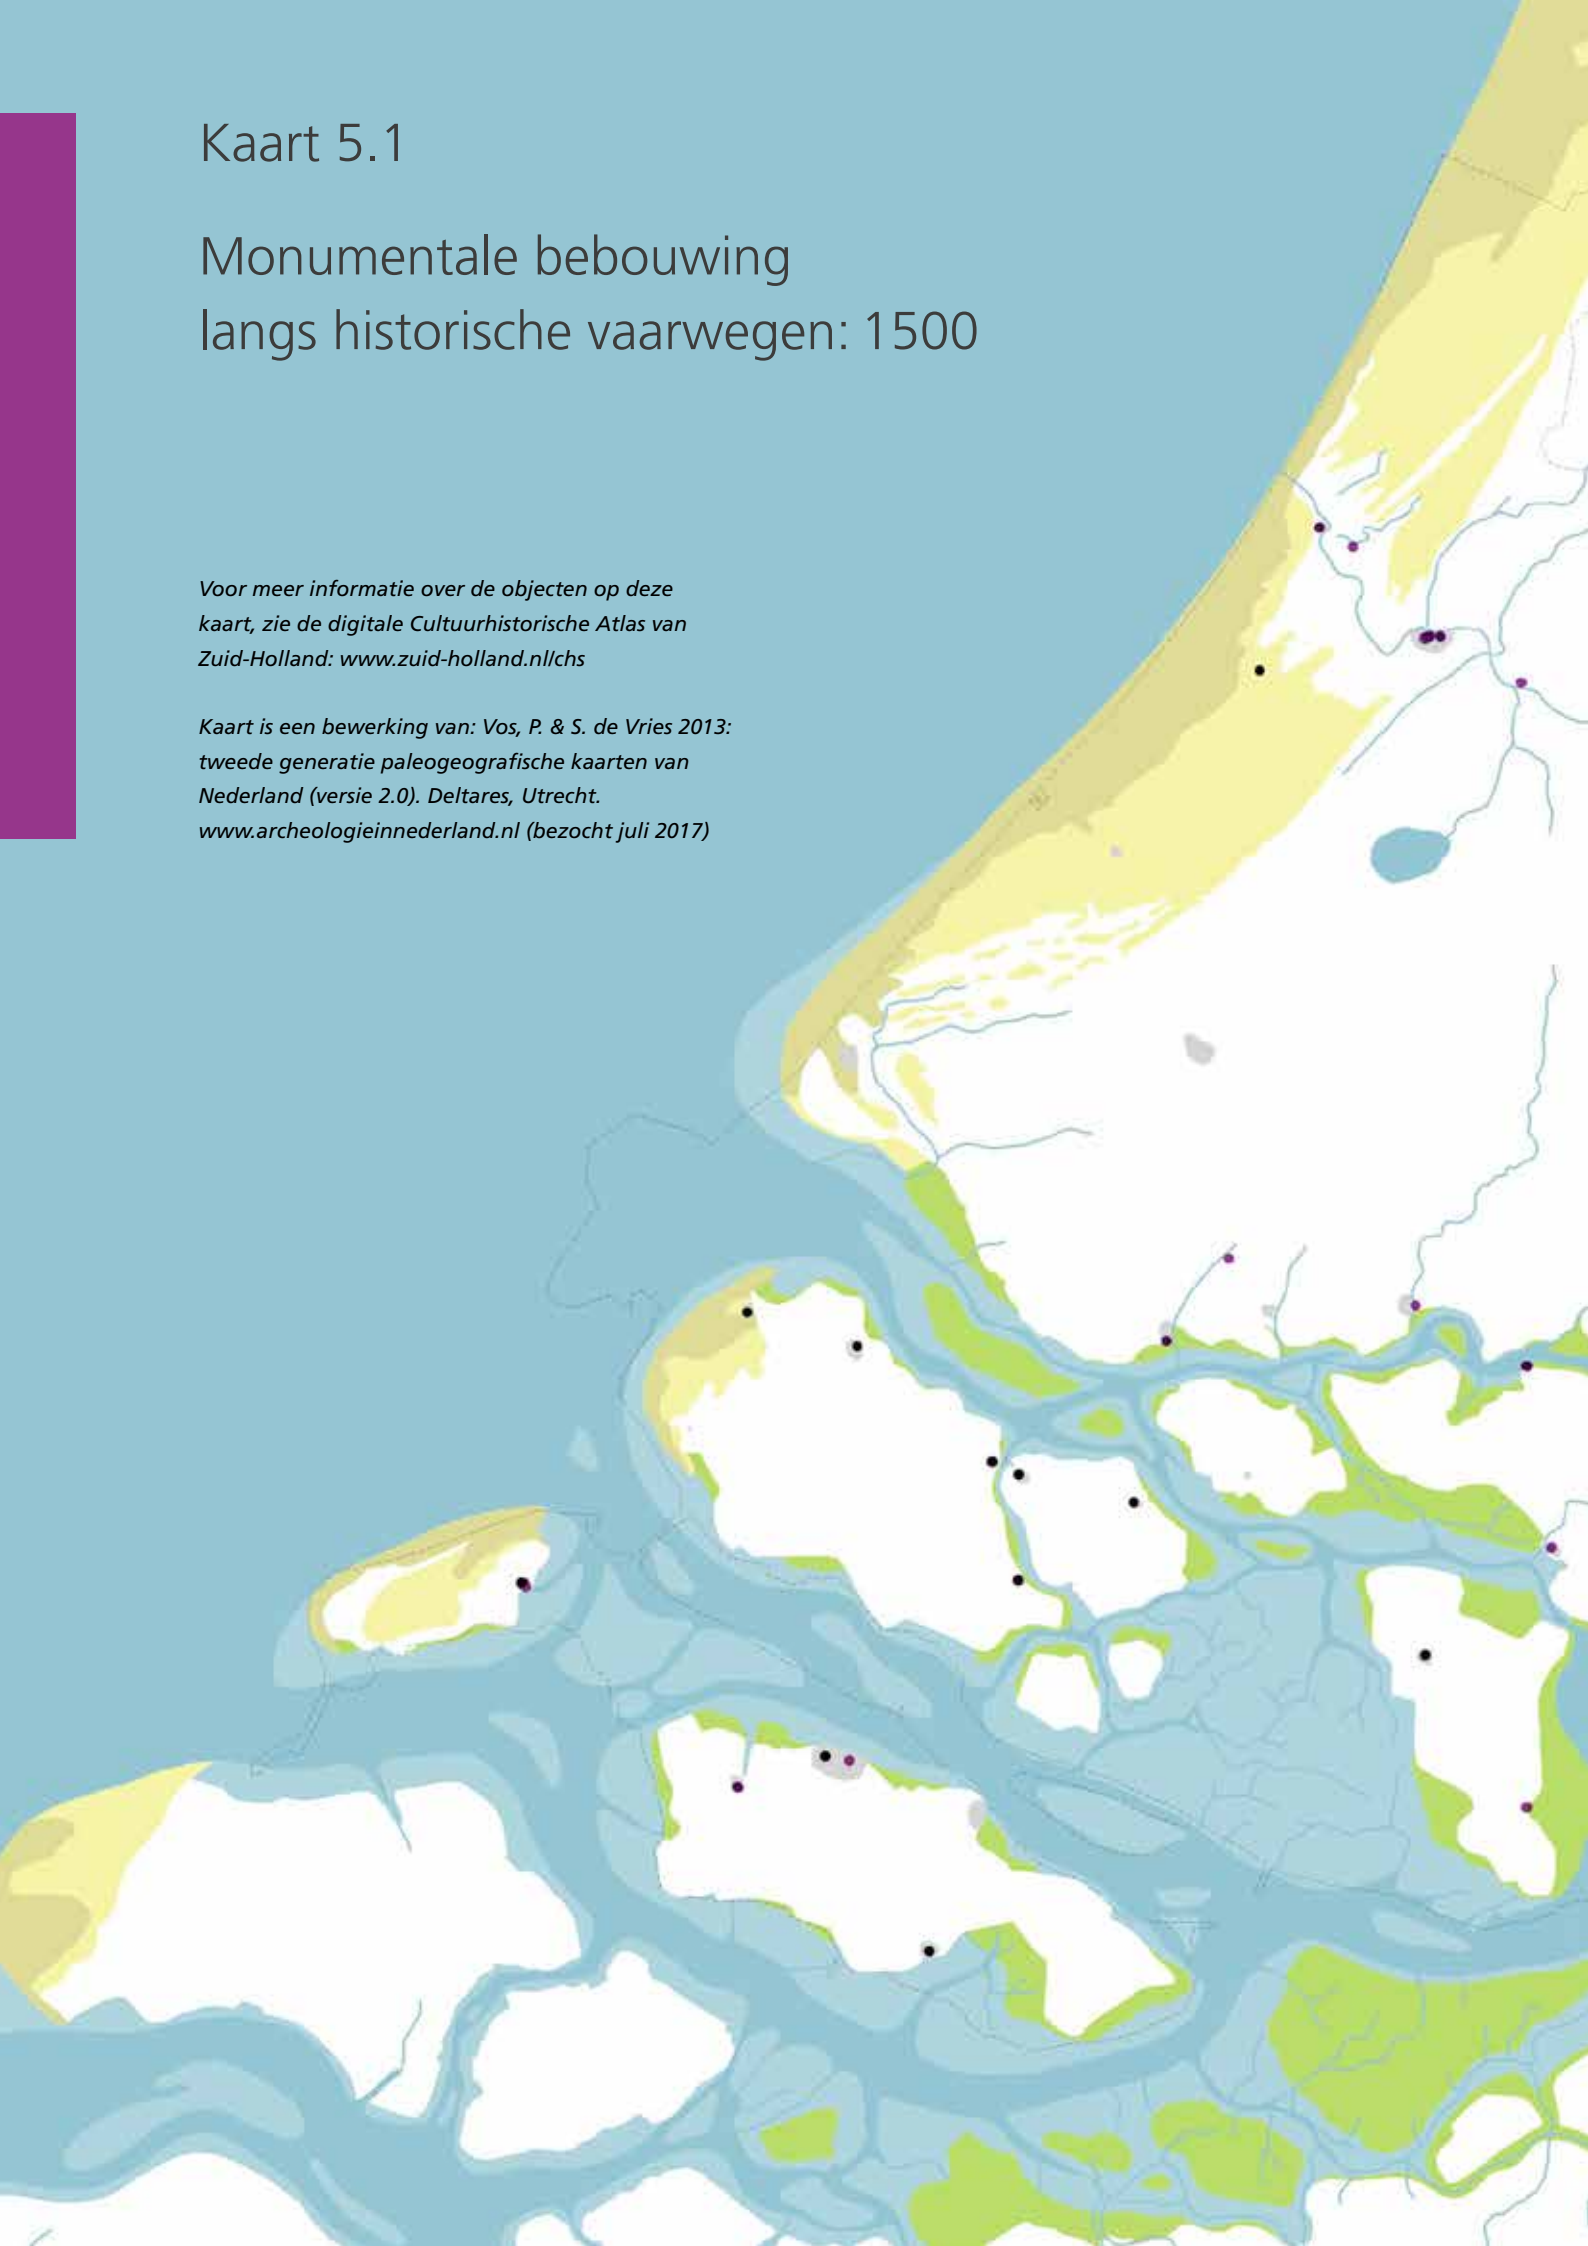 Kaart 5.1
Monumentale bebouwing
langs historische vaarwegen: 1500
Voor meer informatie over de objecten op deze
kaart, zie de digitale Cultuurhistorische Atlas van
Zuid-Holland: www.zuid-holland.nl/chs
Kaart is een bewerking van: Vos, P. & S. de Vries 2013:
tweede generatie paleogeografische kaarten van
Nederland (versie 2.0). Deltares, Utrecht.
www.archeologieinnederland.nl (bezocht juli 2017)